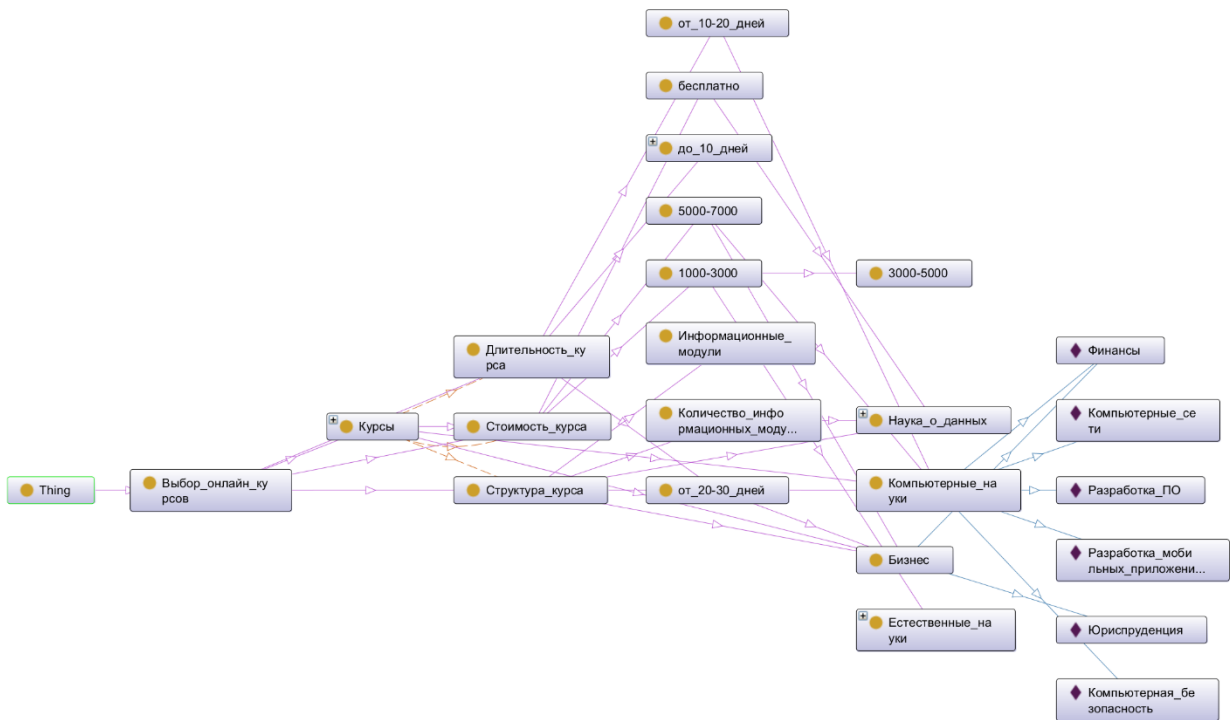 от_10-20_дней
бесплатно
до_10_дней
5000-7000
1000-3000
3000-5000
Информационные_
модули
Длительность_ку
рса
Финансы
Курсы
Стоимость_курса
Количество_инфо
рмационных_моду...
Наука_о_данных
Компьютерные_се
ти
Thing
Выбор_онлайн_ку
рсов
Структура_курса
от_20-30_дней
Компьютерные_на
уки
Разработка_ПО
Бизнес
Разработка_моби
льных_приложени...
Естественные_на
уки
Юриспруденция
Компьютерная_бе
зопасность